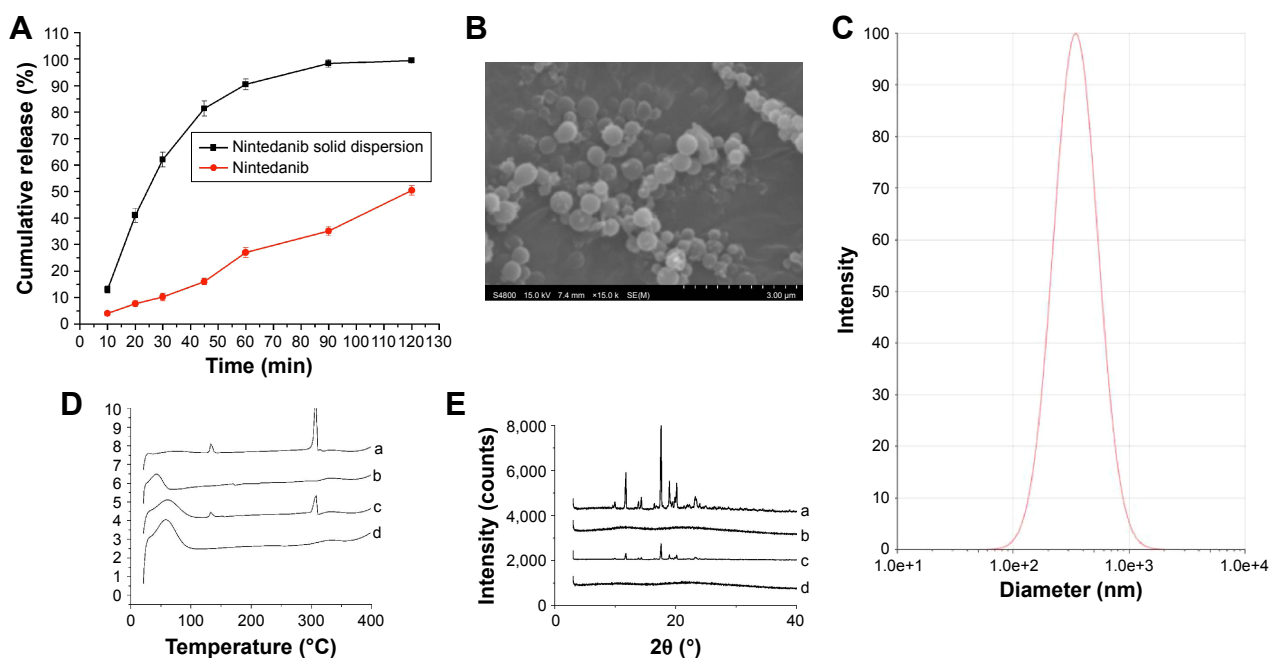 A
Cumulative release (%)
110
100
90
80
70
60
50
40
30
20
10
0
Nintedanib solid dispersion
Nintedanib
0 10 20 30 40 50 60 70 80 90 100 110 120 130
Time (min)
B
S4800 15.0 kV 7.4 mm ×15.0 k SE(M) 3.00 µm
C
Intensity
100
90
80
70
60
50
40
30
20
10
0
1.0e+1 1.0e+2 1.0e+3 1.0e+4
Diameter (nm)
D
10
9
8
7
6
5
4
3
2
1
0
a
b
c
d
0 100 200 300 400
Temperature (°C)
E
Intensity (counts)
8,000
6,000
4,000
2,000
0
a
b
c
d
0 20 40
2θ (°)